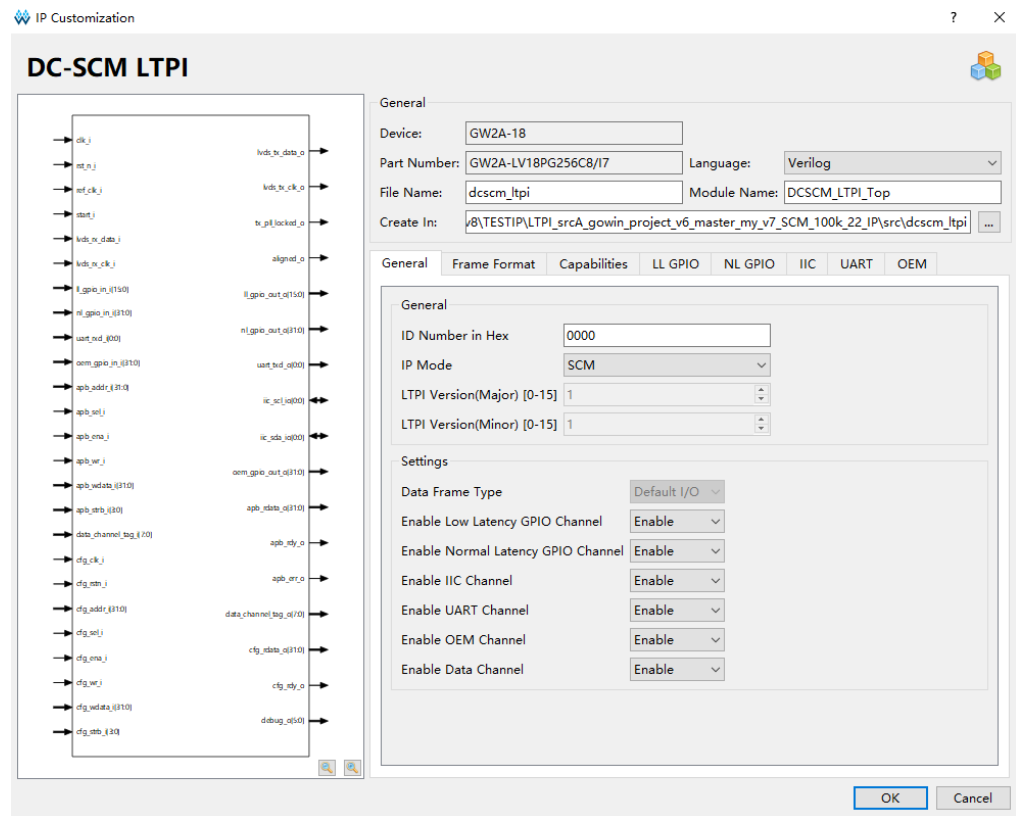 IP Customization
?
DC-SCM LTPI
clk_i
rst_n_i
ref_clk_i
start_i
lvds_rx_data_i
lvds_rx_clk_i
ll_gpio_in_i[15:0]
nl_gpio_in_i[31:0]
uart_rxd_i[0:0]
oem_gpio_in_i[31:0]
apb_addr_i[31:0]
apb_sel_i
apb_ena_i
apb_wr_i
apb_wdata_i[31:0]
apb_strb_i[3:0]
data_channel_tag_i[7:0]
cfg_clk_i
cfg_rstn_i
cfg_addr_i[31:0]
cfg_sel_i
cfg_ena_i
cfg_wr_i
cfg_wdata_i[31:0]
cfg_strb_i[3:0]
lvds_tx_data_o
lvds_tx_clk_o
tx_pll_locked_o
aligned_o
ll_gpio_out_o[15:0]
nl_gpio_out_o[31:0]
uart_txd_o[0:0]
iic_scl_io[0:0]
iic_sda_io[0:0]
oem_gpio_out_o[31:0]
apb_rdata_o[31:0]
apb_rdy_o
apb_err_o
data_channel_tag_o[7:0]
cfg_rdata_o[31:0]
cfg_rdy_o
debug_o[5:0]
General
Device: GW2A-18
Part Number: GW2A-LV18PG256C8/I7 Language: Verilog
File Name: dcscm_ltpi Module Name: DCSCM_LTPI_Top
Create In: v8\TESTIP\LTPI_srcA_gowin_project_v6_master_my_v7_SCM_100k_22_IP\src\dcscm_ltpi ...
General Frame Format Capabilities LL GPIO NL GPIO IIC UART OEM
General
ID Number in Hex 0000
IP Mode SCM
LTPI Version(Major) [0-15] 1
LTPI Version(Minor) [0-15] 1
Settings
Data Frame Type Default I/O
Enable Low Latency GPIO Channel Enable
Enable Normal Latency GPIO Channel Enable
Enable IIC Channel Enable
Enable UART Channel Enable
Enable OEM Channel Enable
Enable Data Channel Enable
OK Cancel